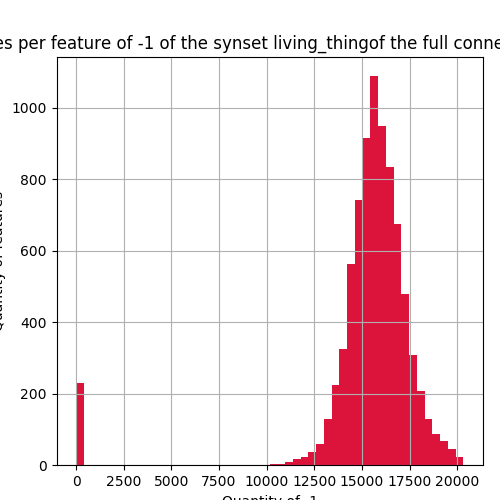 es per feature of -1 of the synset living_thingof the full conne
1000
800
600
400
200
0
Quantity of features
0 2500 5000 7500 10000 12500 15000 17500 20000
Quantity of -1